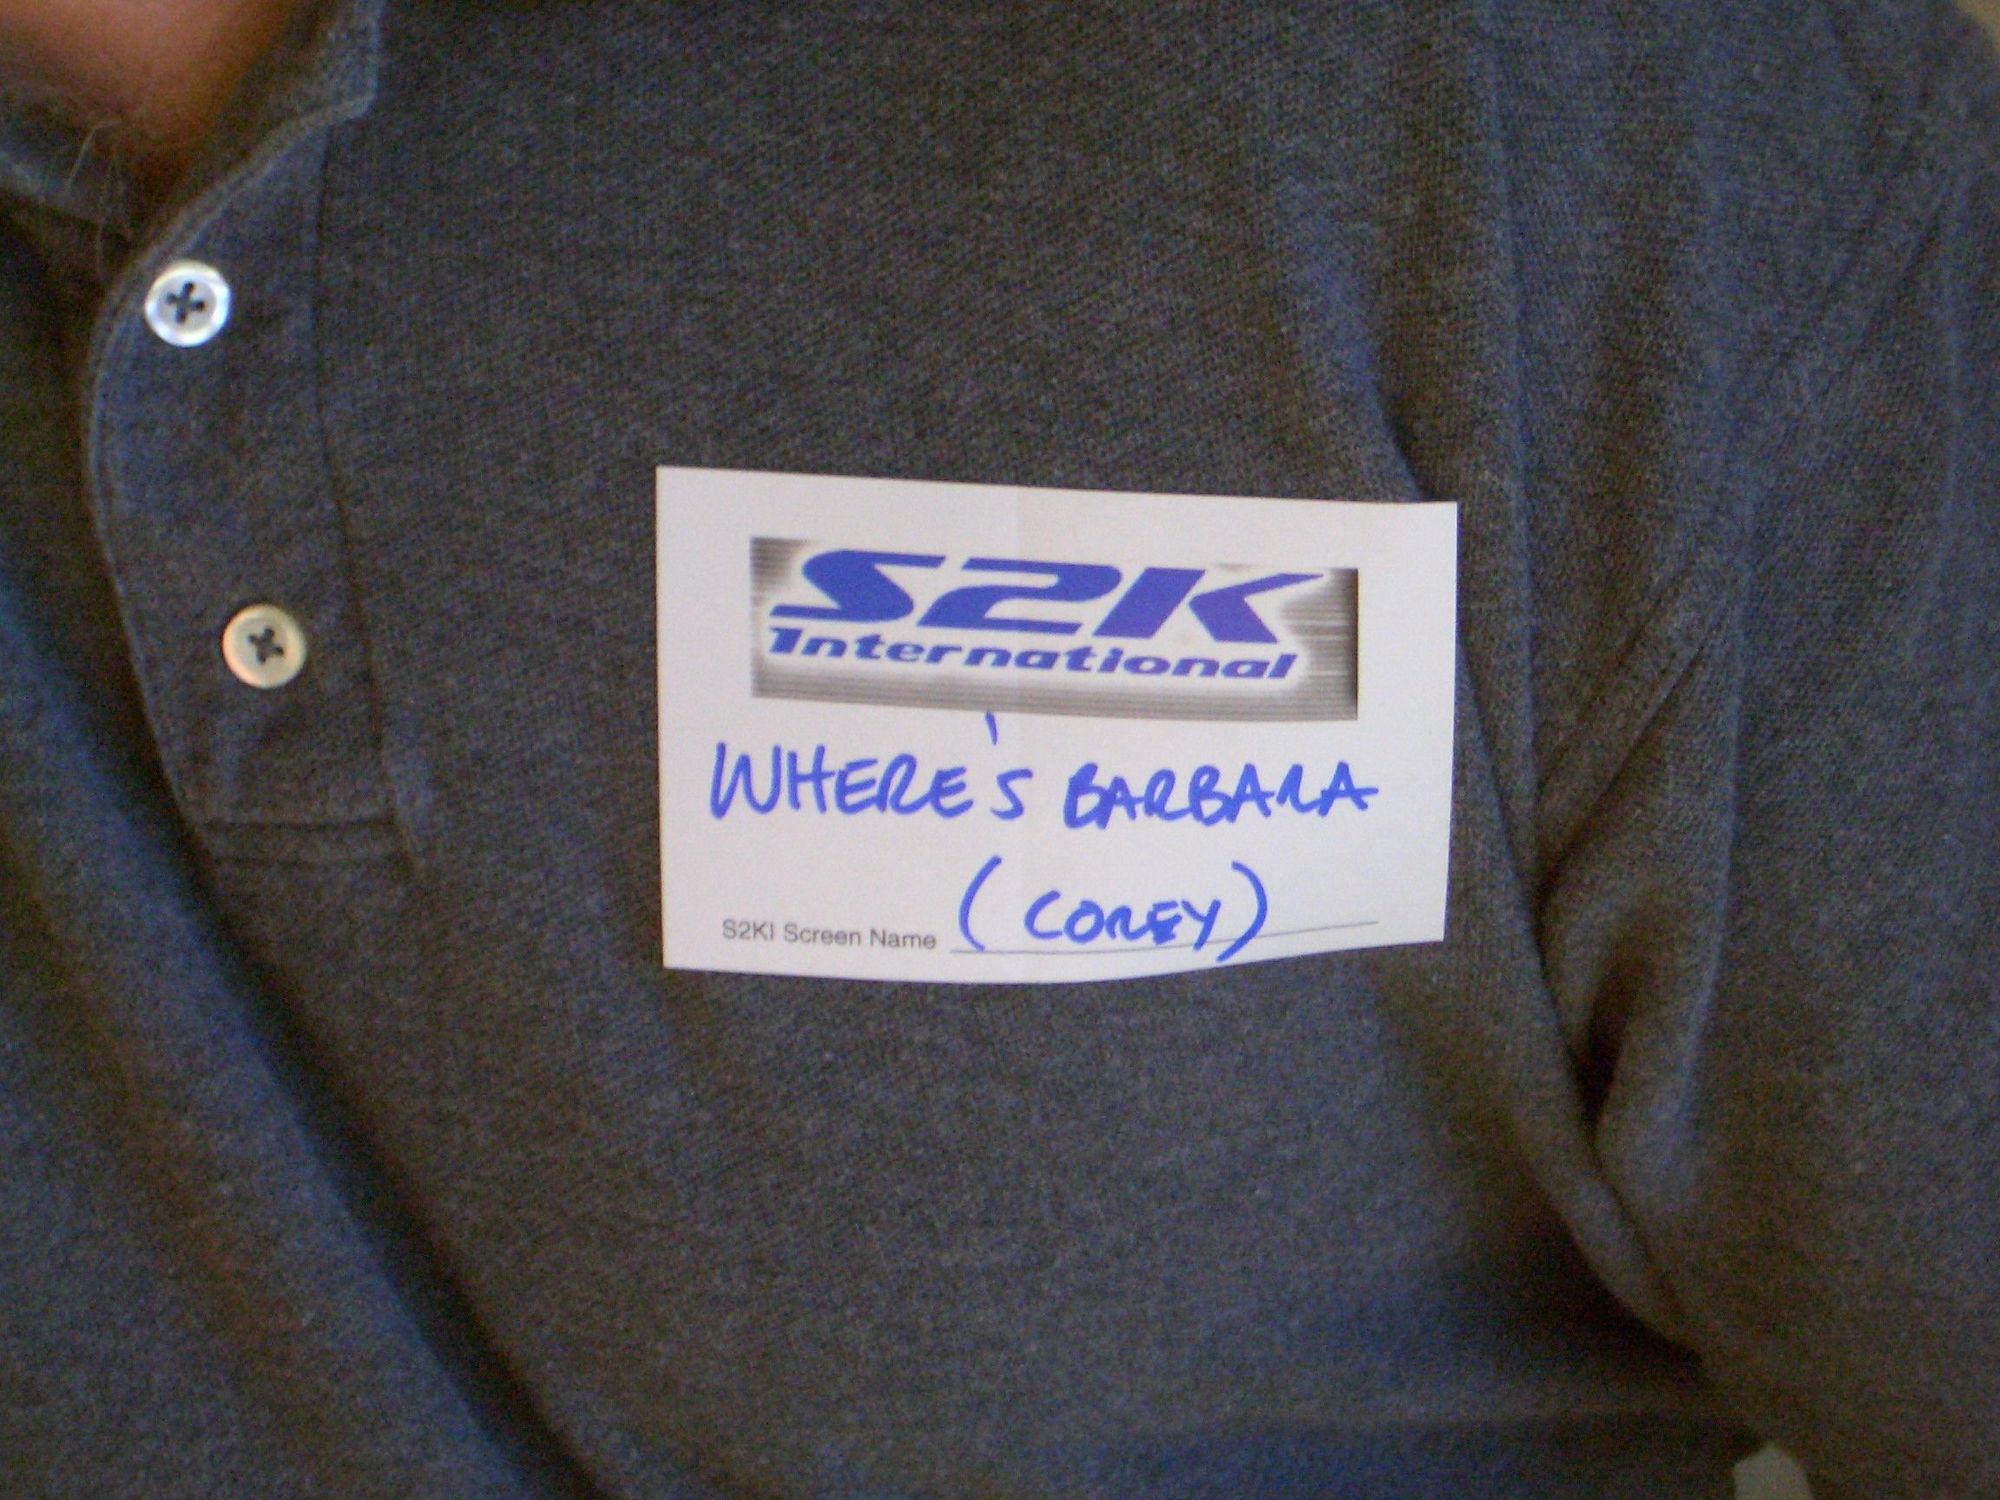 S2K
International
WHERE'S BARBARA
(COREY)
S2KI Screen Name